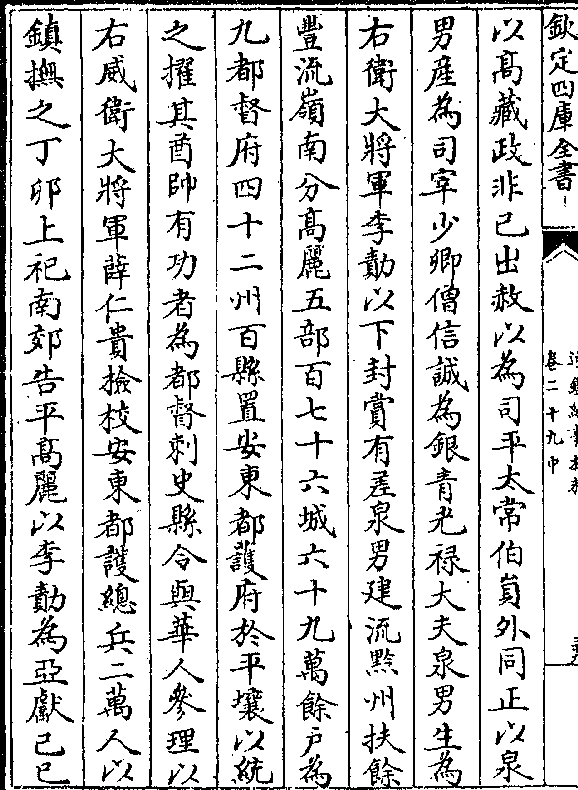 欽定四庫全書
卷二十九中
以高藏政非己出赦以為司平太常伯員外同正以泉
男産為司宰少卿僧信誠為銀青光禄大夫泉男生為
右衛大將軍李勣以下封賞有差泉男建流黔州扶餘
豐流嶺南分高麗五部百七十六城六十九萬餘戶為
九都督府四十二州百縣置安東都護府於平壤以統
之擢其酋帥有功者為都督刺史縣令與華人參理以
右威衛大將軍薛仁貴撿校安東都護總兵二萬人以
鎮撫之丁卯上祀南郊告平高麗以李勣為亞獻己巳